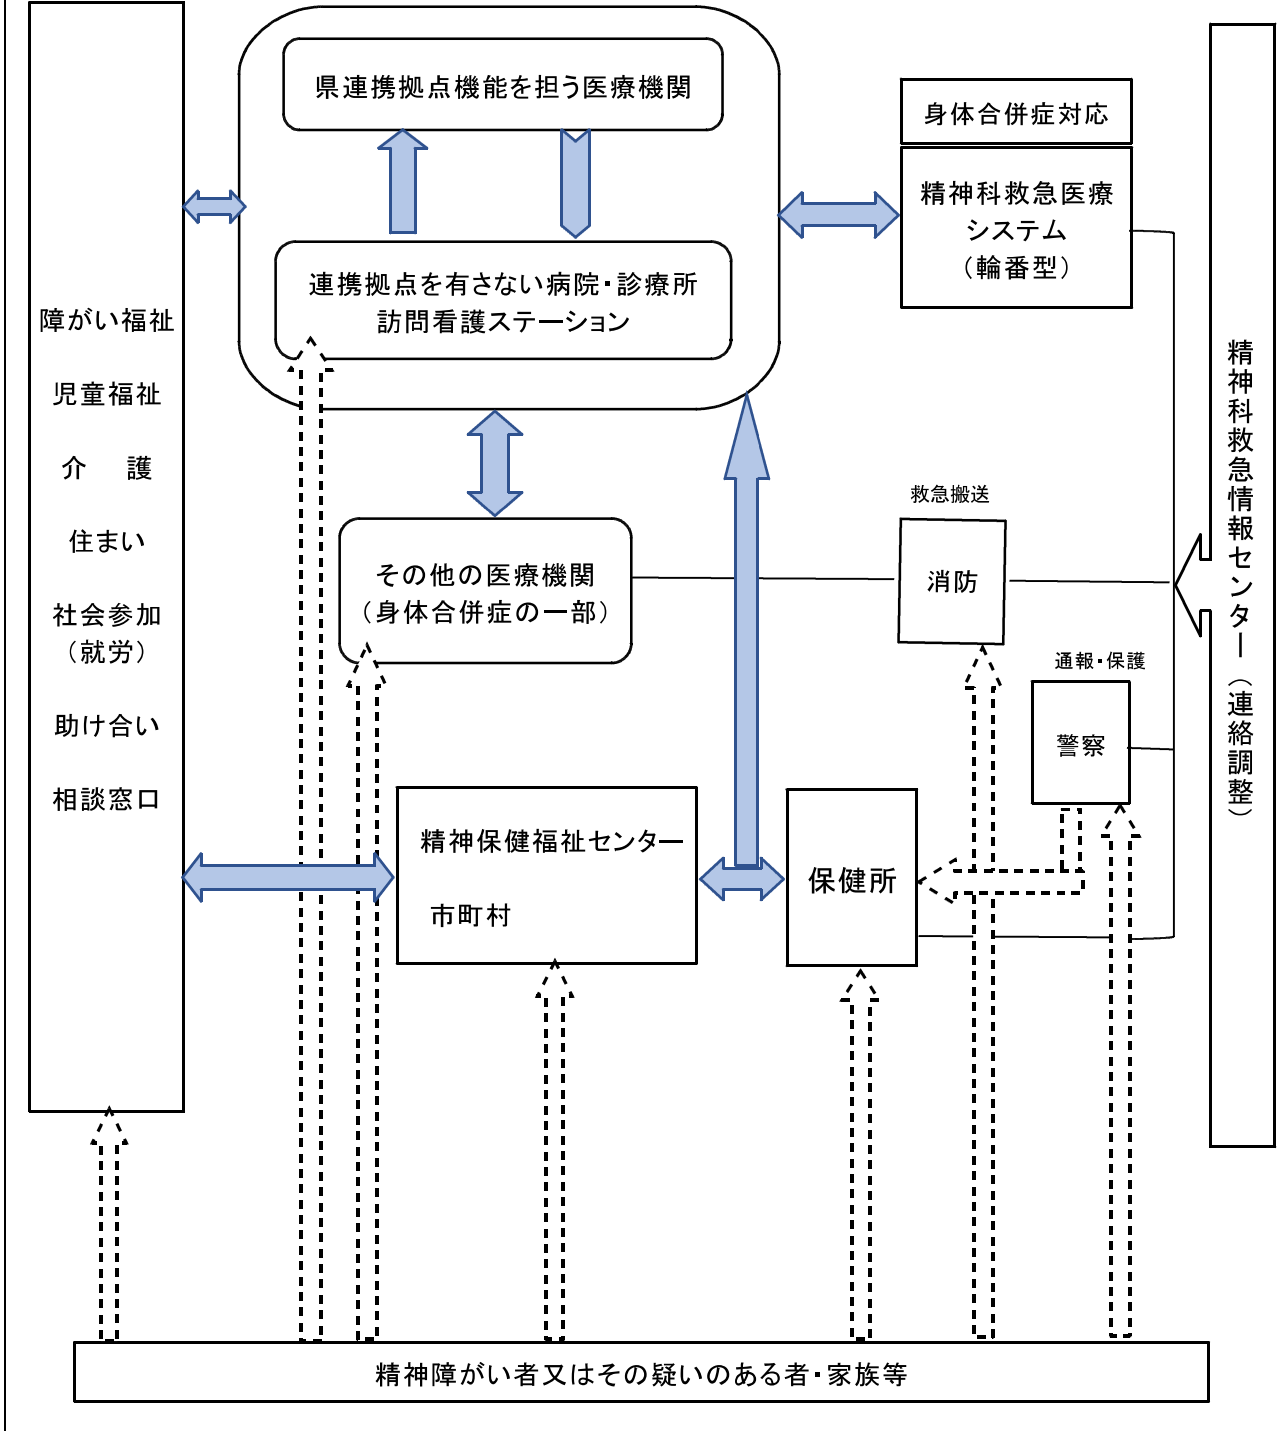 県連携拠点機能を担う医療機関
連携拠点を有さない病院・診療所
訪問看護ステーション
身体合併症対応
精神科救急医療
システム
（輪番型）
障がい福祉
児童福祉
介　護
住まい
社会参加
（就労）
助け合い
相談窓口
その他の医療機関
（身体合併症の一部）
救急搬送
消防
通報・保護
警察
精神科救急情報センター（連絡調整）
精神保健福祉センター
市町村
保健所
精神障がい者又はその疑いのある者・家族等